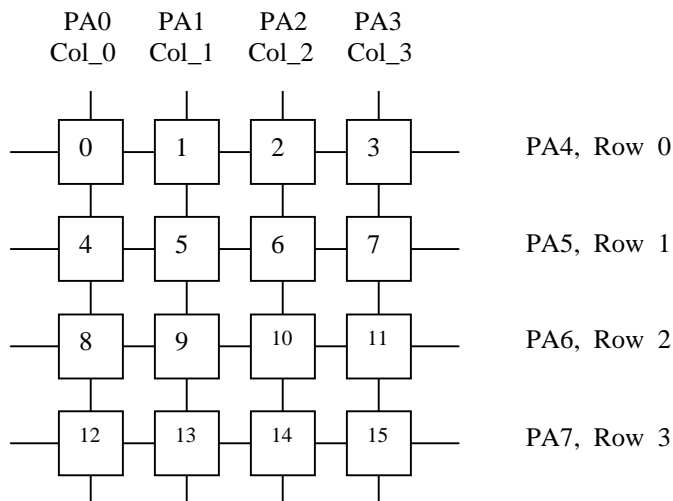 PA0 PA1 PA2 PA3
Col_0 Col_1 Col_2 Col_3
0 1 2 3 PA4, Row 0
4 5 6 7 PA5, Row 1
8 9 10 11 PA6, Row 2
12 13 14 15 PA7, Row 3